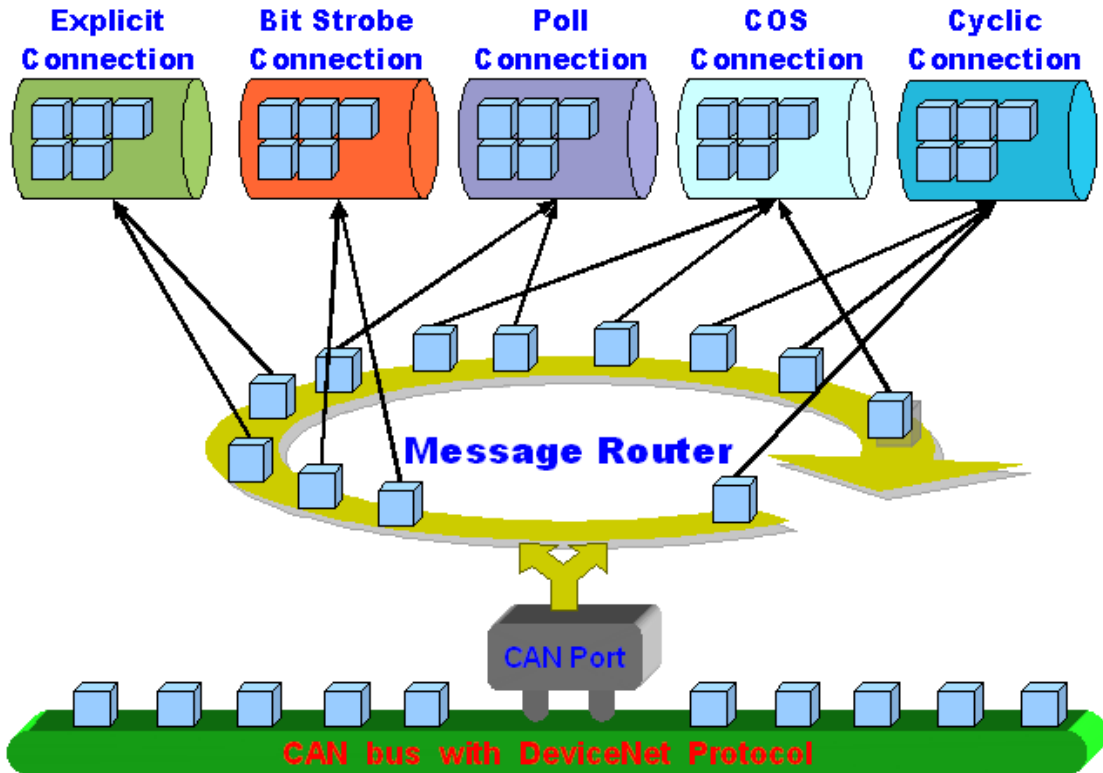 Explicit Connection
Bit Strobe Connection
Poll Connection
COS Connection
Cyclic Connection
Message Router
CAN Port
CAN bus with DeviceNet Protocol